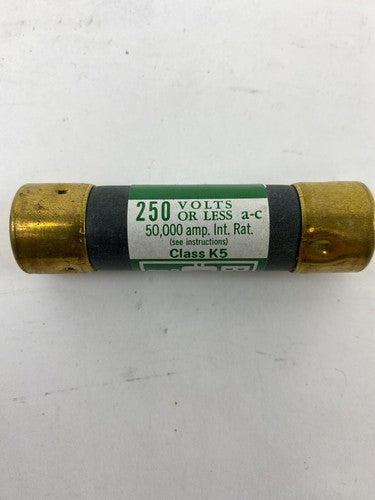 250 VOLTS OR LESS a-c
50,000 amp. Int. Rat.
(see instructions)
Class K5